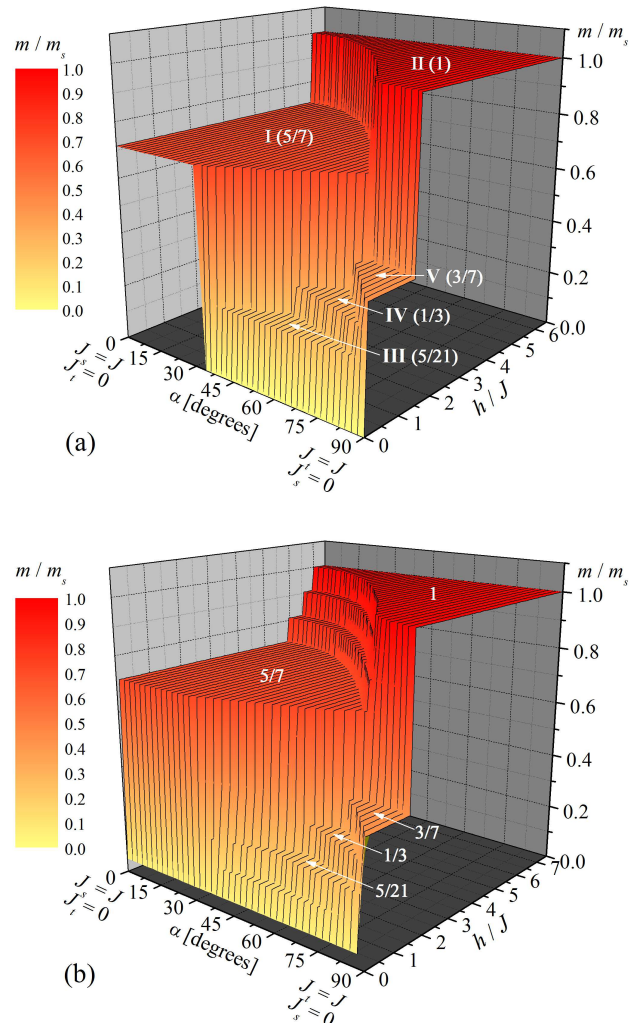 m / m_s
1.0
0.9
0.8
0.7
0.6
0.5
0.4
0.3
0.2
0.1
0.0
I (5/7)
II (1)
V (3/7)
IV (1/3)
III (5/21)
m / m_s
1.0
0.8
0.6
0.4
0.2
0.0
0
15
30
45
60
75
90
J_s = J
J_t = 0
α [degrees]
J_t = J
J_s = 0
0
1
2
3
4
5
6
h / J
(a)
m / m_s
1.0
0.9
0.8
0.7
0.6
0.5
0.4
0.3
0.2
0.1
0.0
5/7
1
3/7
1/3
5/21
m / m_s
1.0
0.8
0.6
0.4
0.2
0.0
0
15
30
45
60
75
90
J_s = J
J_t = 0
α [degrees]
J_t = J
J_s = 0
0
1
2
3
4
5
6
7
h / J
(b)